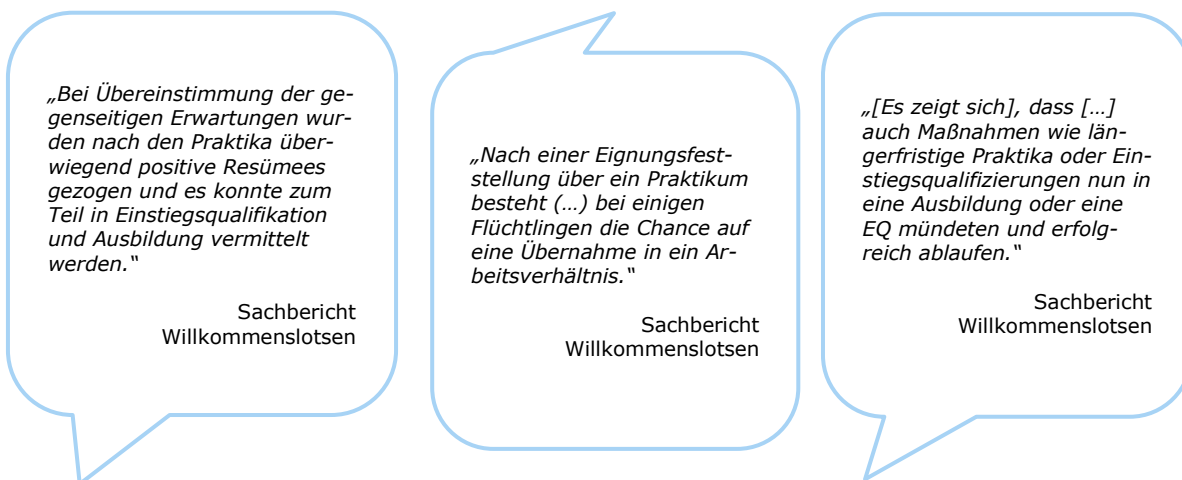 „Bei Übereinstimmung der ge-
genseitigen Erwartungen wur-
den nach den Praktika über-
wiegend positive Resümees
gezogen und es konnte zum
Teil in Einstiegsqualifikation
und Ausbildung vermittelt
werden.“
Sachbericht
Willkommenslotsen
„Nach einer Eignungsfest-
stellung über ein Praktikum
besteht (…) bei einigen
Flüchtlingen die Chance auf
eine Übernahme in ein Ar-
beitsverhältnis.“
Sachbericht
Willkommenslotsen
„[Es zeigt sich], dass […]
auch Maßnahmen wie län-
gerfristige Praktika oder Ein-
stiegsqualifizierungen nun in
eine Ausbildung oder eine
EQ mündeten und erfolg-
reich ablaufen.“
Sachbericht
Willkommenslotsen